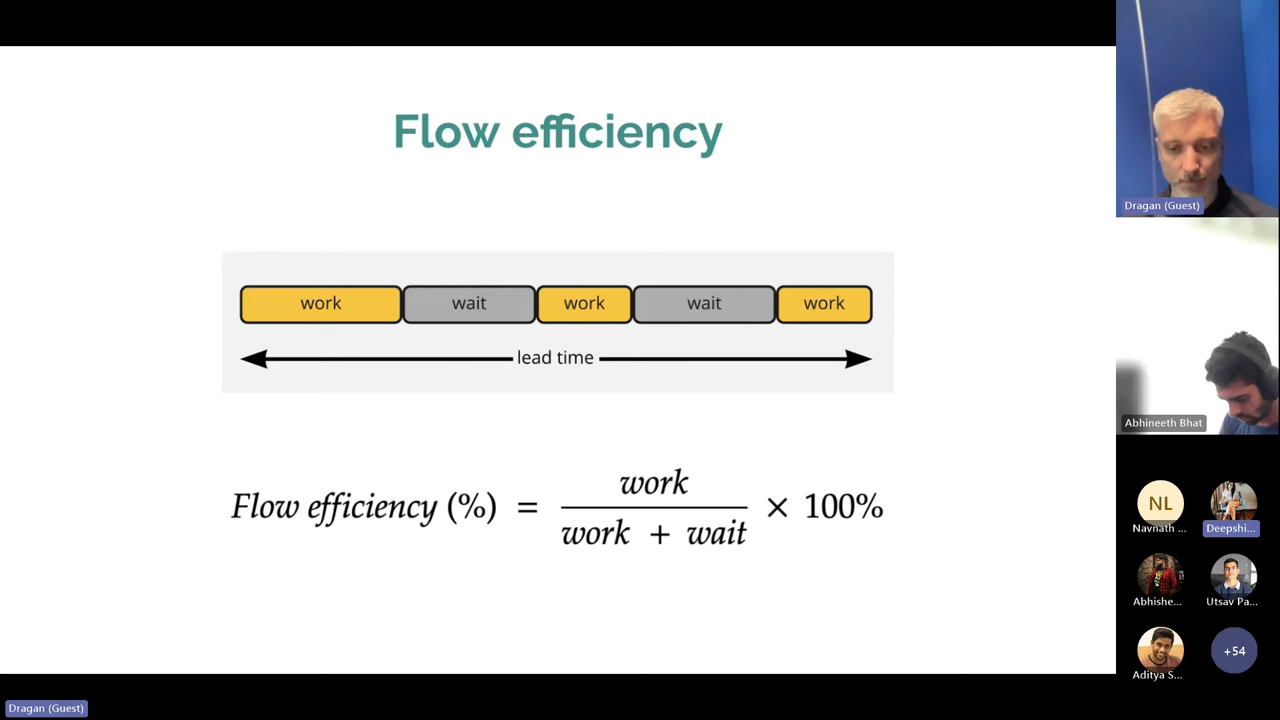 Flow efficiency
work wait work wait work
lead time
Flow efficiency (%) = work / work + wait × 100%
Dragan (Guest)
Abhineeth Bhat
NL
Navnath ...
Deepshi...
Abhishe...
Utsav Pa...
Aditya S...
+54
Dragan (Guest)